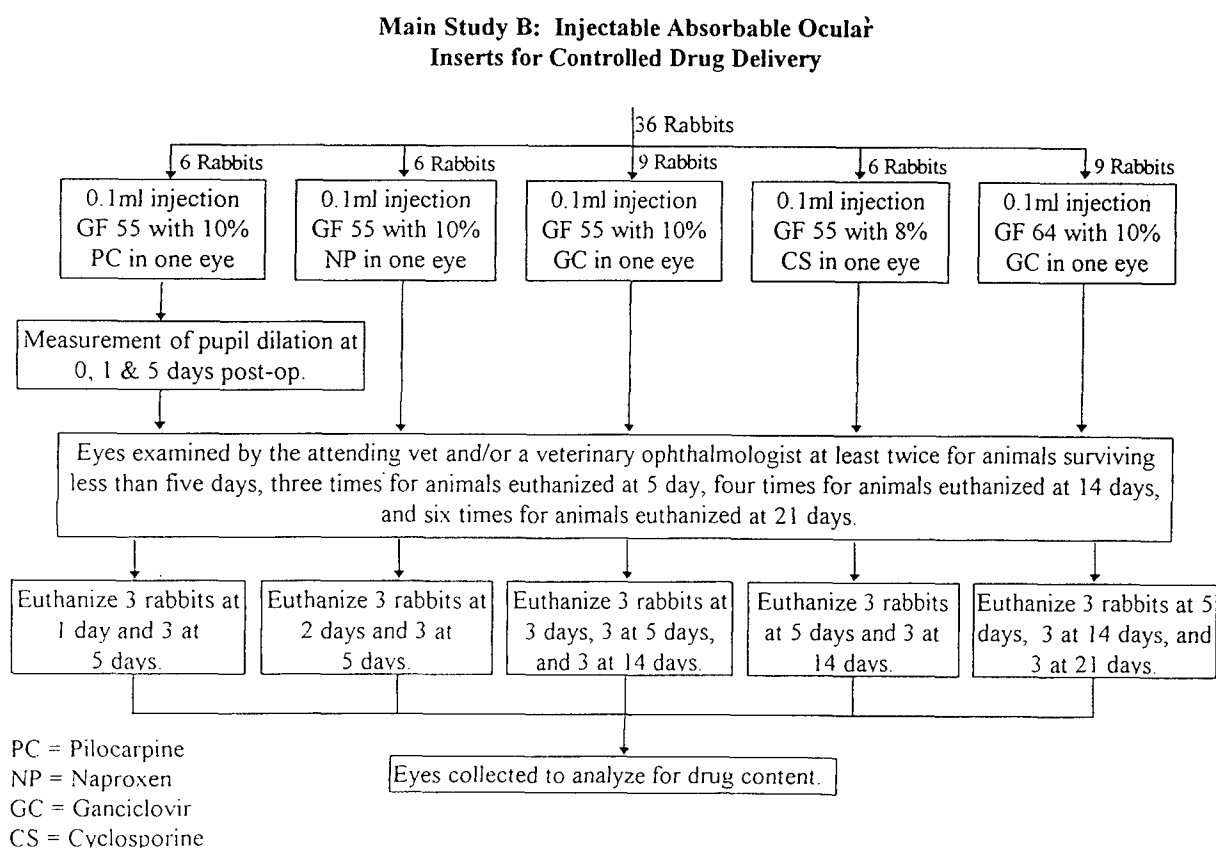 Main Study B: Injectable Absorbable Ocular
Inserts for Controlled Drug Delivery
36 Rabbits
6 Rabbits
6 Rabbits
9 Rabbits
6 Rabbits
9 Rabbits
0.1ml injection
GF 55 with 10%
PC in one eye
0.1ml injection
GF 55 with 10%
NP in one eye
0.1ml injection
GF 55 with 10%
GC in one eye
0.1ml injection
GF 55 with 8%
CS in one eye
0.1ml injection
GF 64 with 10%
GC in one eye
Measurement of pupil dilation at
0, 1 & 5 days post-op.
Eyes examined by the attending vet and/or a veterinary ophthalmologist at least twice for animals surviving
less than five days, three times for animals euthanized at 5 day, four times for animals euthanized at 14 days,
and six times for animals euthanized at 21 days.
Euthanize 3 rabbits at
1 day and 3 at
5 days.
Euthanize 3 rabbits at
2 days and 3 at
5 days.
Euthanize 3 rabbits at
3 days, 3 at 5 days,
and 3 at 14 days.
Euthanize 3 rabbits
at 5 days and 3 at
14 days.
Euthanize 3 rabbits at 5
days, 3 at 14 days, and
3 at 21 days.
Eyes collected to analyze for drug content.
PC = Pilocarpine
NP = Naproxen
GC = Ganciclovir
CS = Cyclosporine